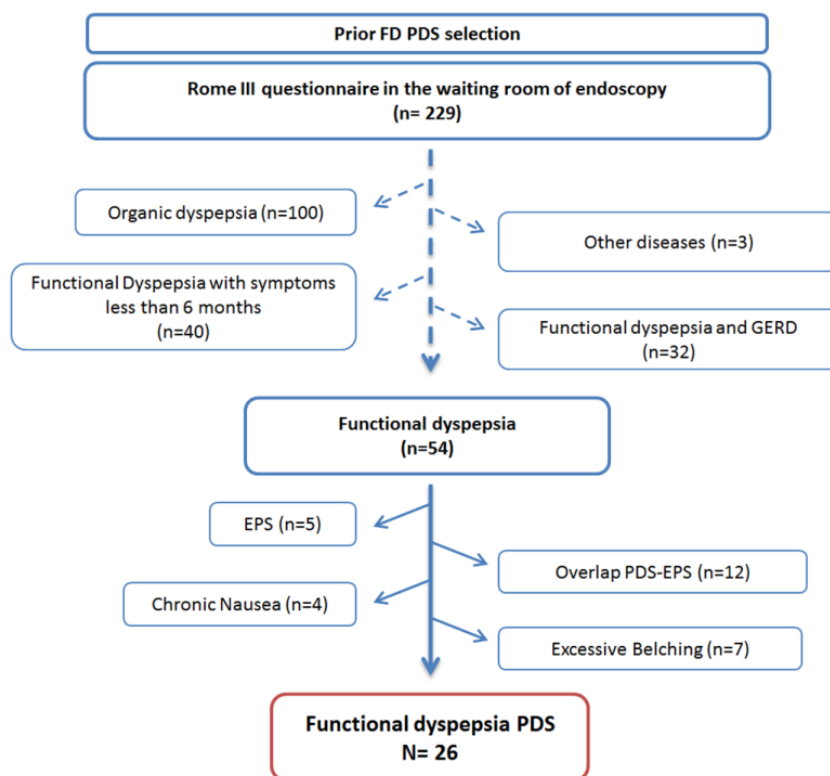 Prior FD PDS selection
Rome III questionnaire in the waiting room of endoscopy
(n= 229)
Organic dyspepsia (n=100)
Other diseases (n=3)
Functional Dyspepsia with symptoms
less than 6 months
(n=40)
Functional dyspepsia and GERD
(n=32)
Functional dyspepsia
(n=54)
EPS (n=5)
Overlap PDS-EPS (n=12)
Chronic Nausea (n=4)
Excessive Belching (n=7)
Functional dyspepsia PDS
N= 26